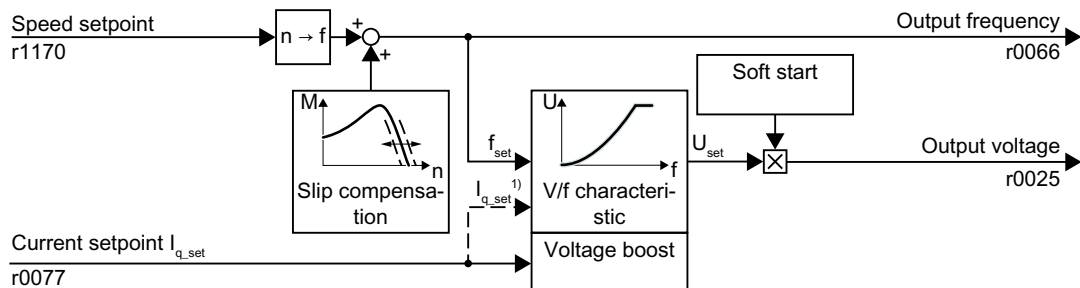 Speed setpoint
r1170
n → f
+
+
Output frequency
r0066
Soft start
M
n
Slip compensa-
tion
f_set
I_q_set 1)
U
f
V/f characteri-
stic
U_set
Output voltage
r0025
Current setpoint I_q_set
r0077
Voltage boost